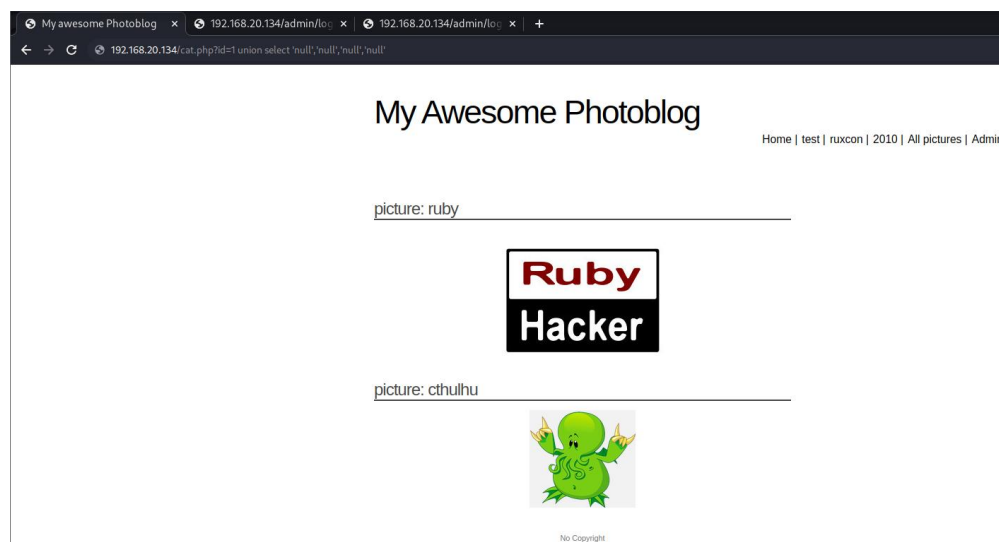 My awesome Photoblog × 192.168.20.134/admin/log × 192.168.20.134/admin/log × +
192.168.20.134/cat.php?id=1 union select 'null','null','null','null'
My Awesome Photoblog
Home | test | ruxcon | 2010 | All pictures | Admin
picture: ruby
Ruby
Hacker
picture: cthulhu
No Copyright